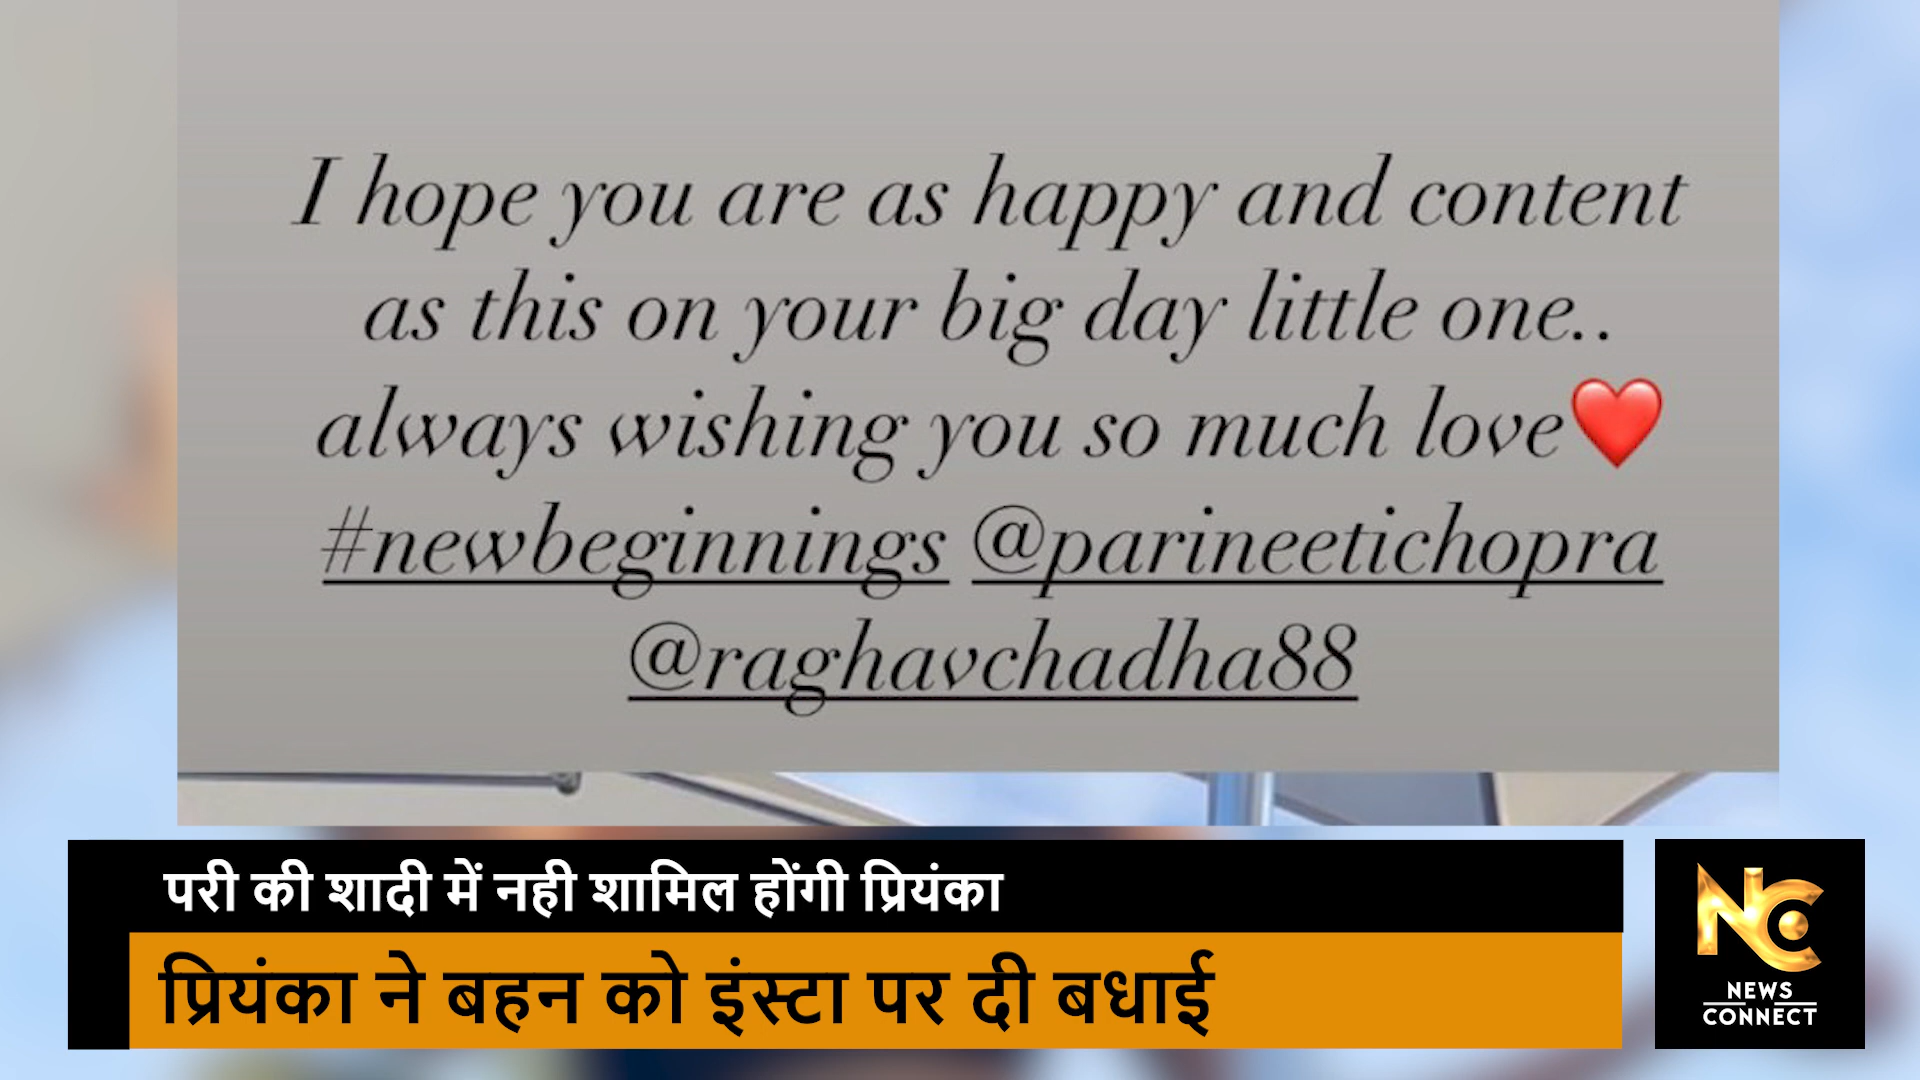 I hope you are as happy and content
as this on your big day little one..
always wishing you so much love❤️
#newbeginnings @parineetichopra
@raghavchadha88
परी की शादी में नही शामिल होंगी प्रियंका
प्रियंका ने बहन को इंस्टा पर दी बधाई
NC
NEWS
CONNECT